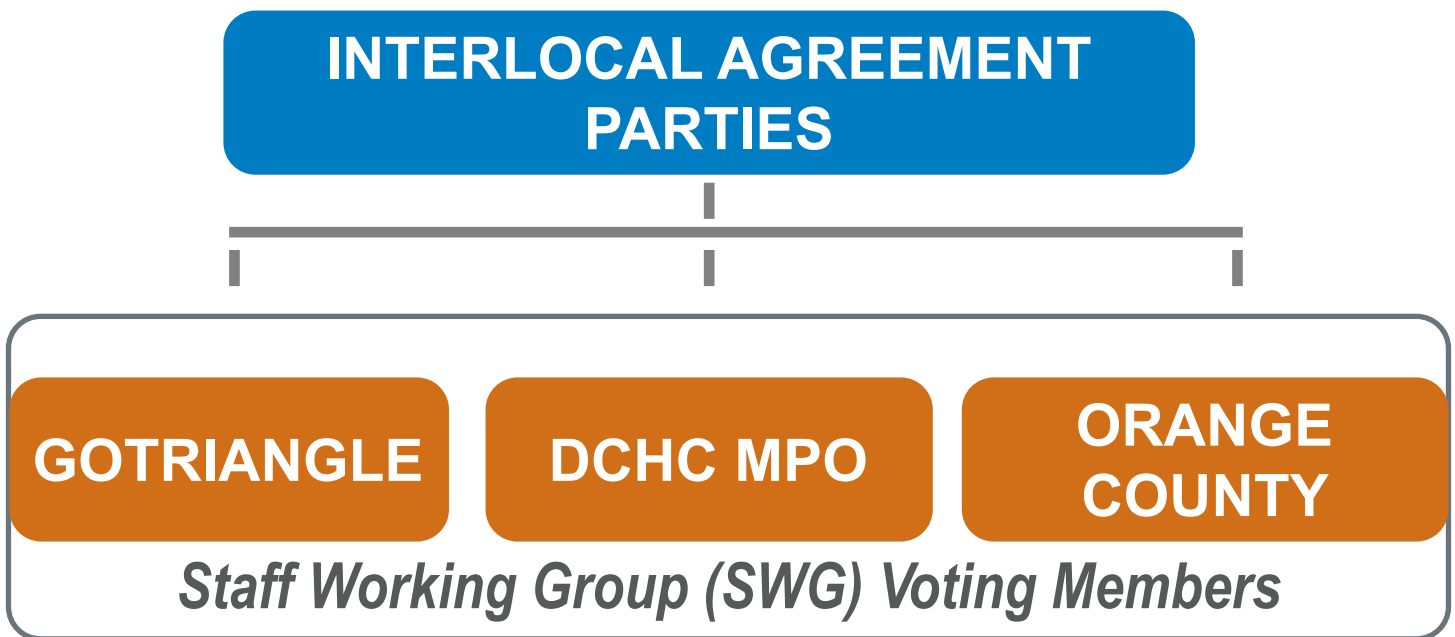 INTERLOCAL AGREEMENT
PARTIES
GOTRIANGLE
DCHC MPO
ORANGE
COUNTY
Staff Working Group (SWG) Voting Members